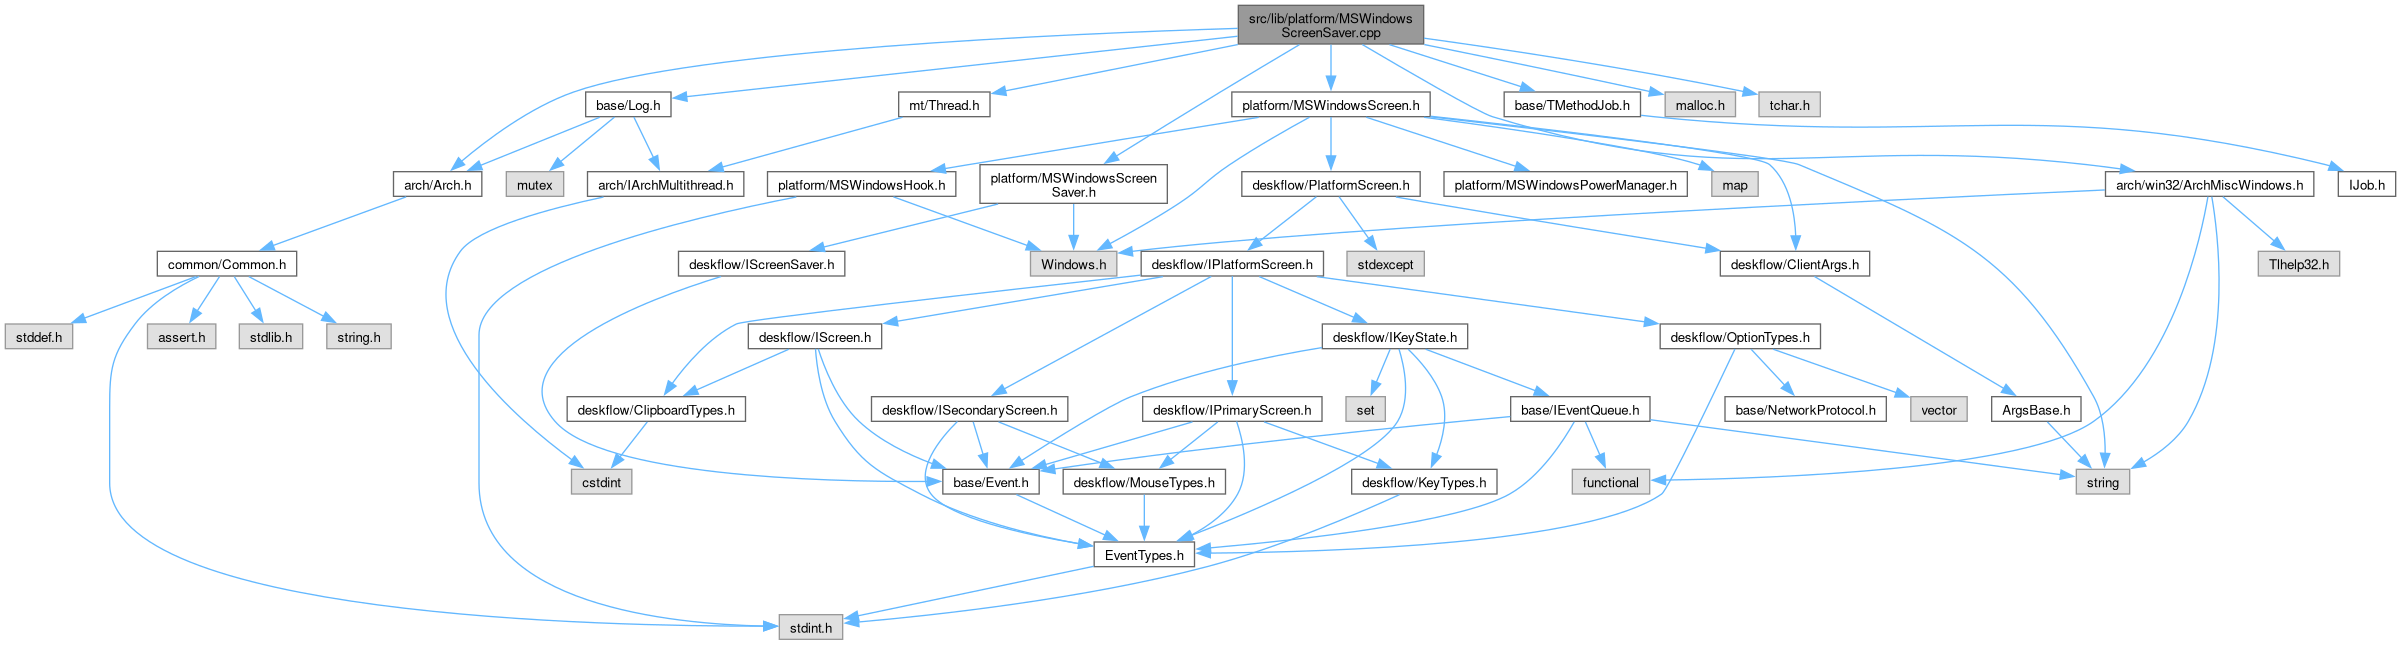 src/lib/platform/MSWindows
ScreenSaver.cpp
base/Log.h
mt/Thread.h
platform/MSWindowsScreen.h
base/TMethodJob.h
malloc.h
tchar.h
arch/Arch.h
mutex
arch/IArchMultithread.h
platform/MSWindowsHook.h
platform/MSWindowsScreen
Saver.h
deskflow/PlatformScreen.h
platform/MSWindowsPowerManager.h
map
arch/win32/ArchMiscWindows.h
IJob.h
common/Common.h
deskflow/IScreenSaver.h
Windows.h
deskflow/IPlatformScreen.h
stdexcept
deskflow/ClientArgs.h
Tlhelp32.h
stddef.h
assert.h
stdlib.h
string.h
deskflow/IScreen.h
deskflow/IKeyState.h
deskflow/OptionTypes.h
deskflow/ClipboardTypes.h
deskflow/ISecondaryScreen.h
deskflow/IPrimaryScreen.h
set
base/IEventQueue.h
base/NetworkProtocol.h
vector
ArgsBase.h
cstdint
base/Event.h
deskflow/MouseTypes.h
deskflow/KeyTypes.h
functional
string
EventTypes.h
stdint.h